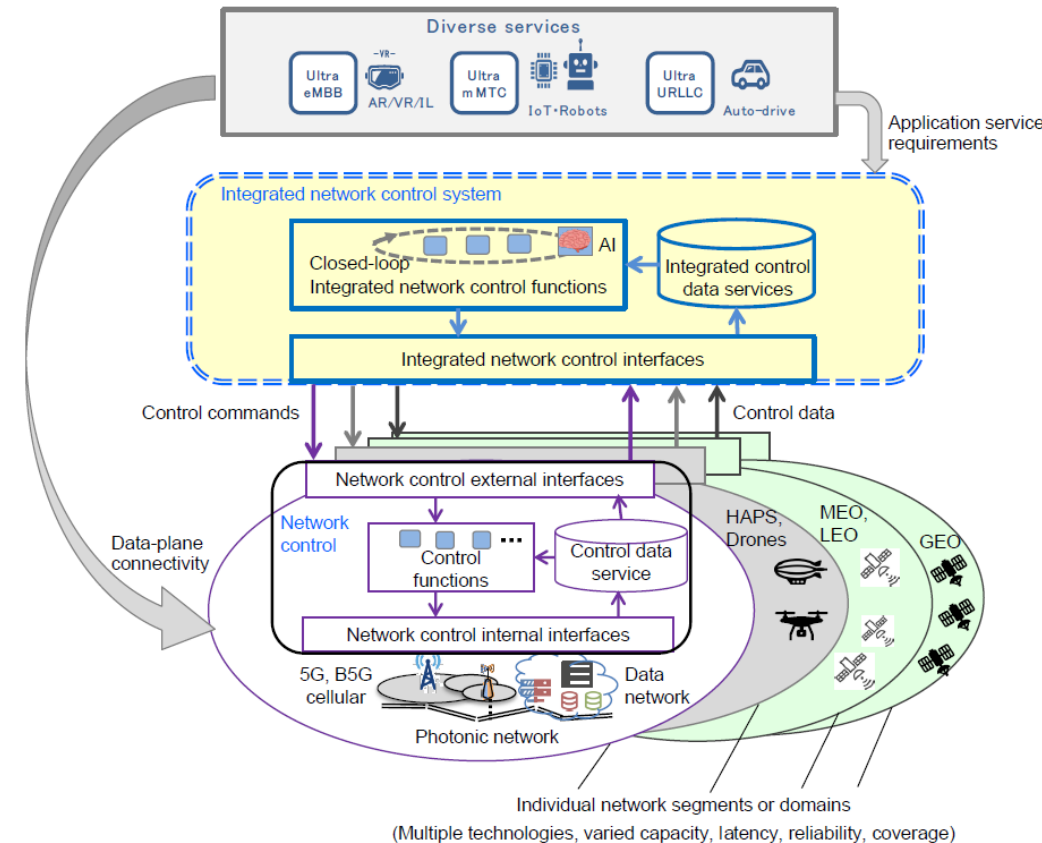 Diverse services
Ultra
eMBB
-VR-
AR/VR/IL
Ultra
mMTC
IoT・Robots
Ultra
URLLC
Auto-drive
Application service
requirements
Integrated network control system
AI
Closed-loop
Integrated network control functions
Integrated control
data services
Integrated network control interfaces
Control commands
Control data
Network control external interfaces
Network
control
Control
functions
Control data
service
Network control internal interfaces
HAPS,
Drones
MEO,
LEO
GEO
Data-plane
connectivity
5G, B5G
cellular
Data
network
Photonic network
Individual network segments or domains
(Multiple technologies, varied capacity, latency, reliability, coverage)